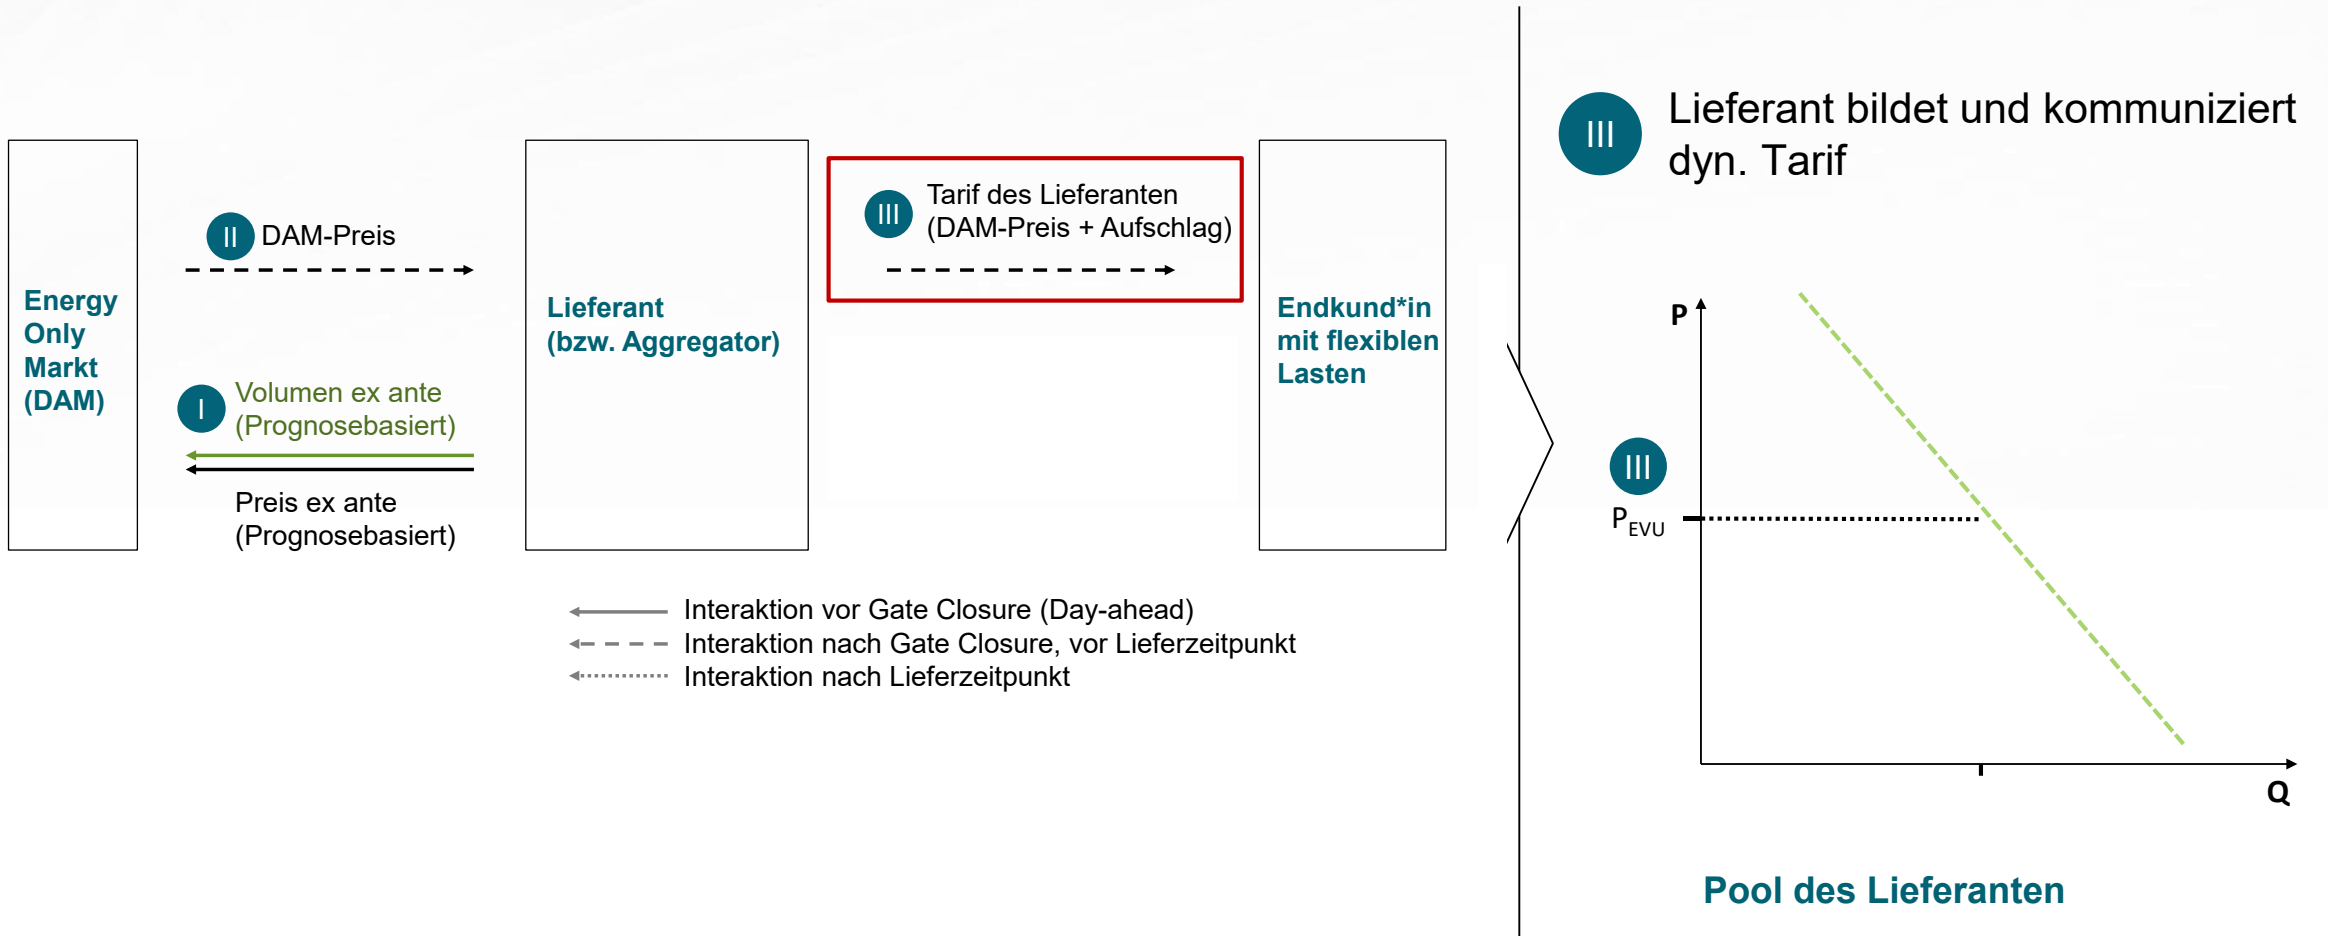 Energy
Only
Markt
(DAM)
II
DAM-Preis
I
Volumen ex ante
(Prognosebasiert)
Preis ex ante
(Prognosebasiert)
Lieferant
(bzw. Aggregator)
III
Tarif des Lieferanten
(DAM-Preis + Aufschlag)
Endkund*in
mit flexiblen
Lasten
Interaktion vor Gate Closure (Day-ahead)
Interaktion nach Gate Closure, vor Lieferzeitpunkt
Interaktion nach Lieferzeitpunkt
III
Lieferant bildet und kommuniziert
dyn. Tarif
P
III
PEVU
Q
Pool des Lieferanten